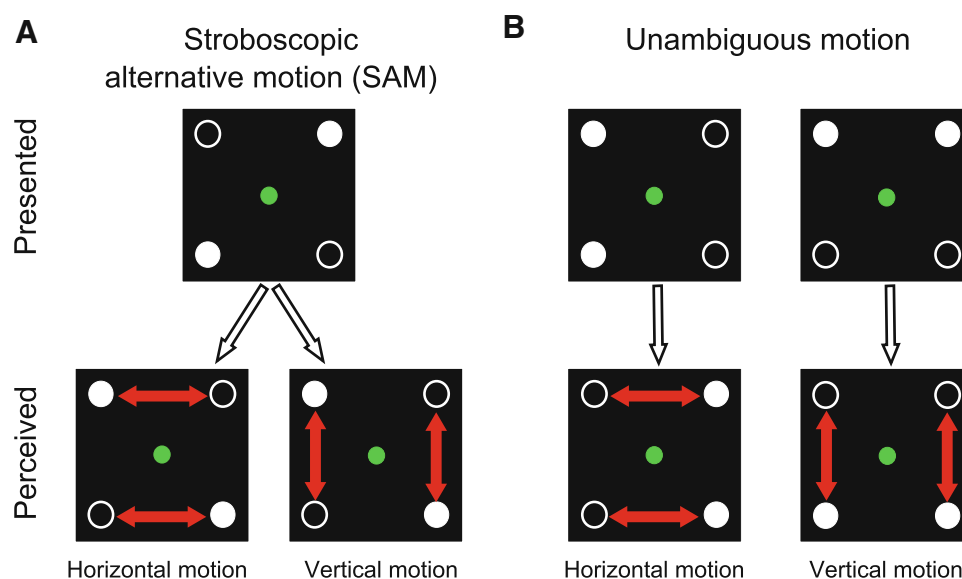 A
Stroboscopic
alternative motion (SAM)
B
Unambiguous motion
Presented
Perceived
Horizontal motion
Vertical motion
Horizontal motion
Vertical motion